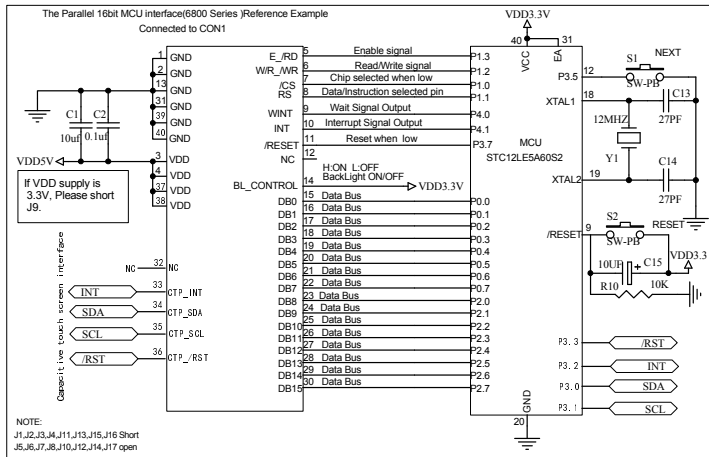 The Parallel 16bit MCU interface(6800 Series )Reference Example
Connected to CON1
1 GND
2 GND
13 GND
31 GND
39 GND
40 GND
3 VDD
4 VDD
37 VDD
38 VDD
C1 C2
10uf 0.1uf
VDD5V
If VDD supply is
3.3V, Please short
J9.
Capacitive touch screen interface
NC 32 NC
INT 33 CTP_INT
SDA 34 CTP_SDA
SCL 35 CTP_SCL
/RST 36 CTP_/RST
E_/RD 5 Enable signal P1.3
W/R_/WR 6 Read/Write signal P1.2
/CS 7 Chip selected when low P1.0
RS 8 Data/Instruction selected pin P1.1
WINT 9 Wait Signal Output P4.0
INT 10 Interrupt Signal Output P4.1
/RESET 11 Reset when low P3.7
NC 12
H:ON L:OFF
BL_CONTROL 14 BackLight ON/OFF VDD3.3V
DB0 15 Data Bus P0.0
DB1 16 Data Bus P0.1
DB2 17 Data Bus P0.2
DB3 18 Data Bus P0.3
DB4 19 Data Bus P0.4
DB5 20 Data Bus P0.5
DB6 21 Data Bus P0.6
DB7 22 Data Bus P0.7
DB8 23 Data Bus P2.0
DB9 24 Data Bus P2.1
DB10 25 Data Bus P2.2
DB11 26 Data Bus P2.3
DB12 27 Data Bus P2.4
DB13 28 Data Bus P2.5
DB14 29 Data Bus P2.6
DB15 30 Data Bus P2.7
VDD3.3V
40 31
VCC EA
MCU
STC12LE5A60S2
GND
20
P3.5 12 S1 NEXT
SW-PB
XTAL1 18 C13
27PF
12MHZ
Y1
C14
XTAL2 19
27PF
/RESET 9 S2 RESET
SW-PB
VDD3.3
10UF C15
R10 10K
P3.3 /RST
P3.2 INT
P3.0 SDA
P3.1 SCL
NOTE:
J1,J2,J3,J4,J11,J13,J15,J16 Short
J5,J6,J7,J8,J10,J12,J14,J17 open